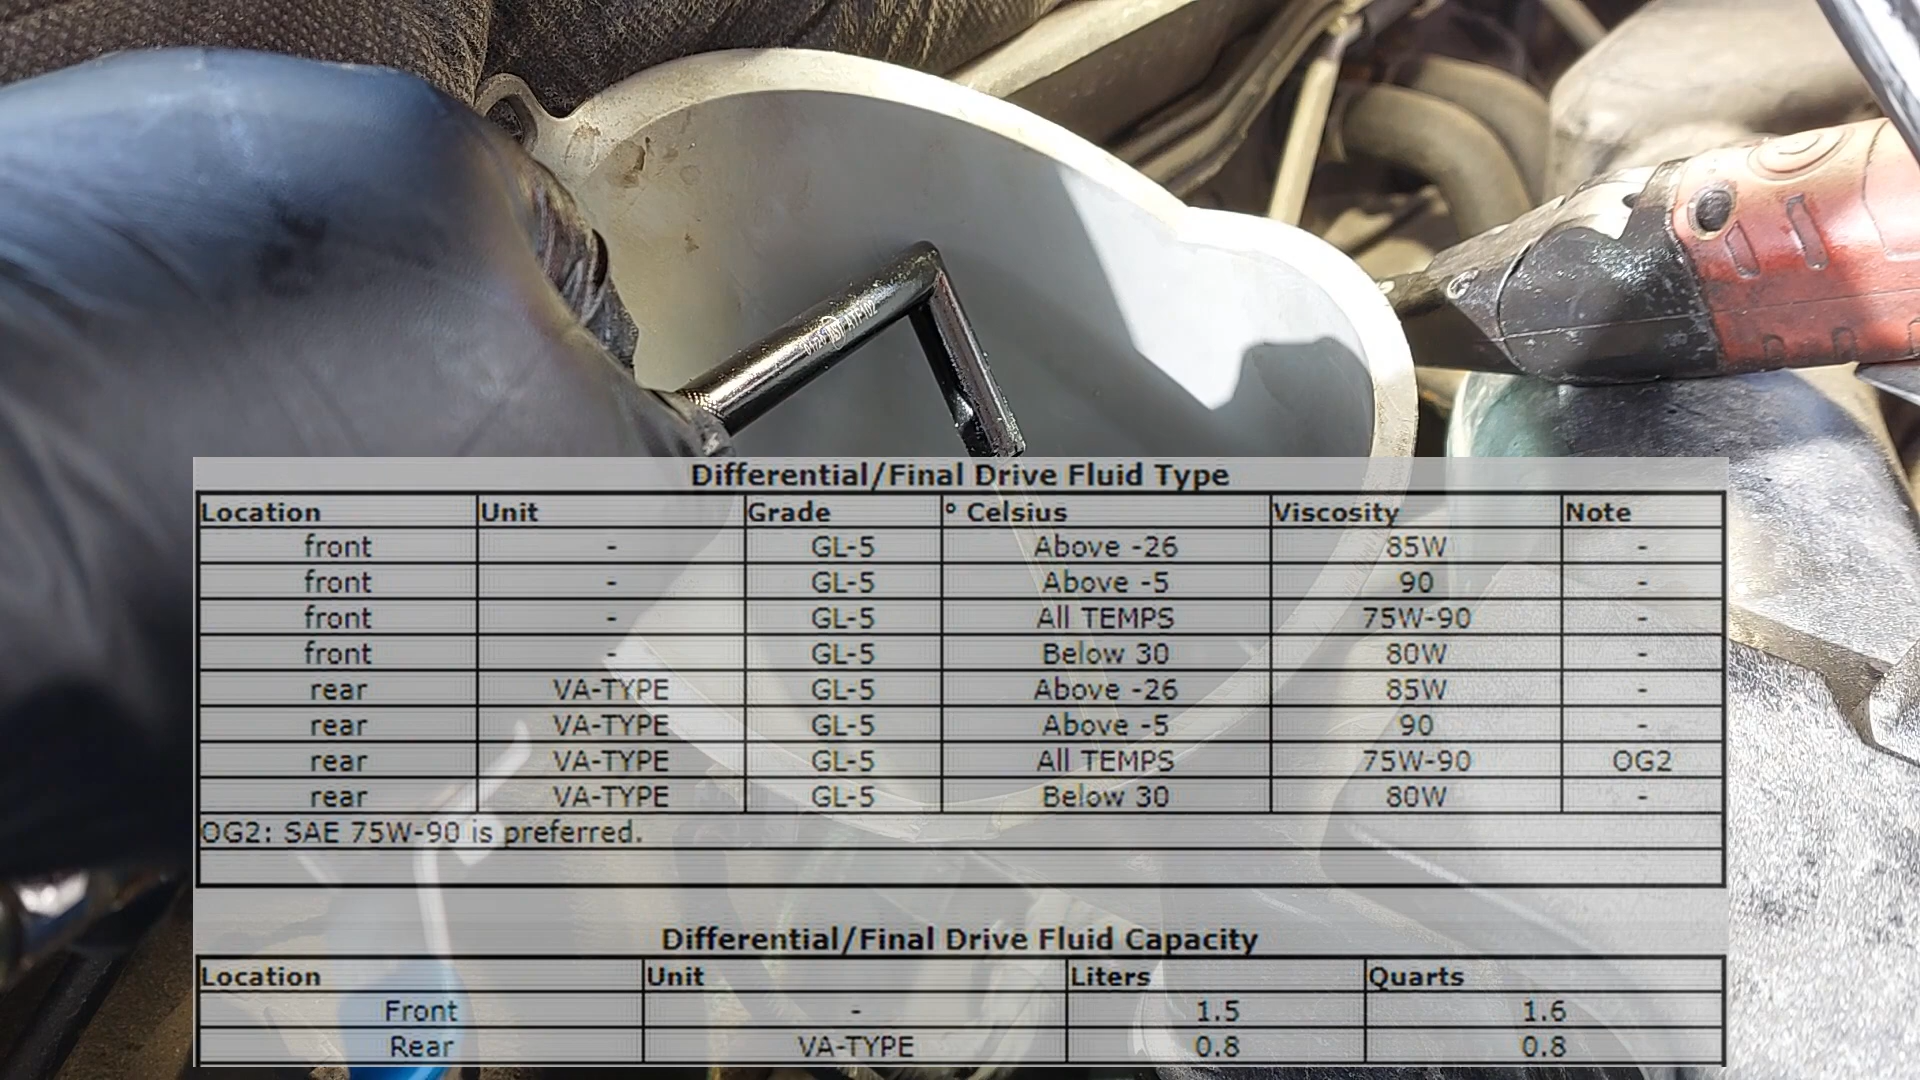 ATF102
Differential/Final Drive Fluid Type
Location Unit Grade ° Celsius Viscosity Note
front - GL-5 Above -26 85W -
front - GL-5 Above -5 90 -
front - GL-5 All TEMPS 75W-90 -
front - GL-5 Below 30 80W -
rear VA-TYPE GL-5 Above -26 85W -
rear VA-TYPE GL-5 Above -5 90 -
rear VA-TYPE GL-5 All TEMPS 75W-90 OG2
rear VA-TYPE GL-5 Below 30 80W -
OG2: SAE 75W-90 is preferred.
Differential/Final Drive Fluid Capacity
Location Unit Liters Quarts
Front - 1.5 1.6
Rear VA-TYPE 0.8 0.8